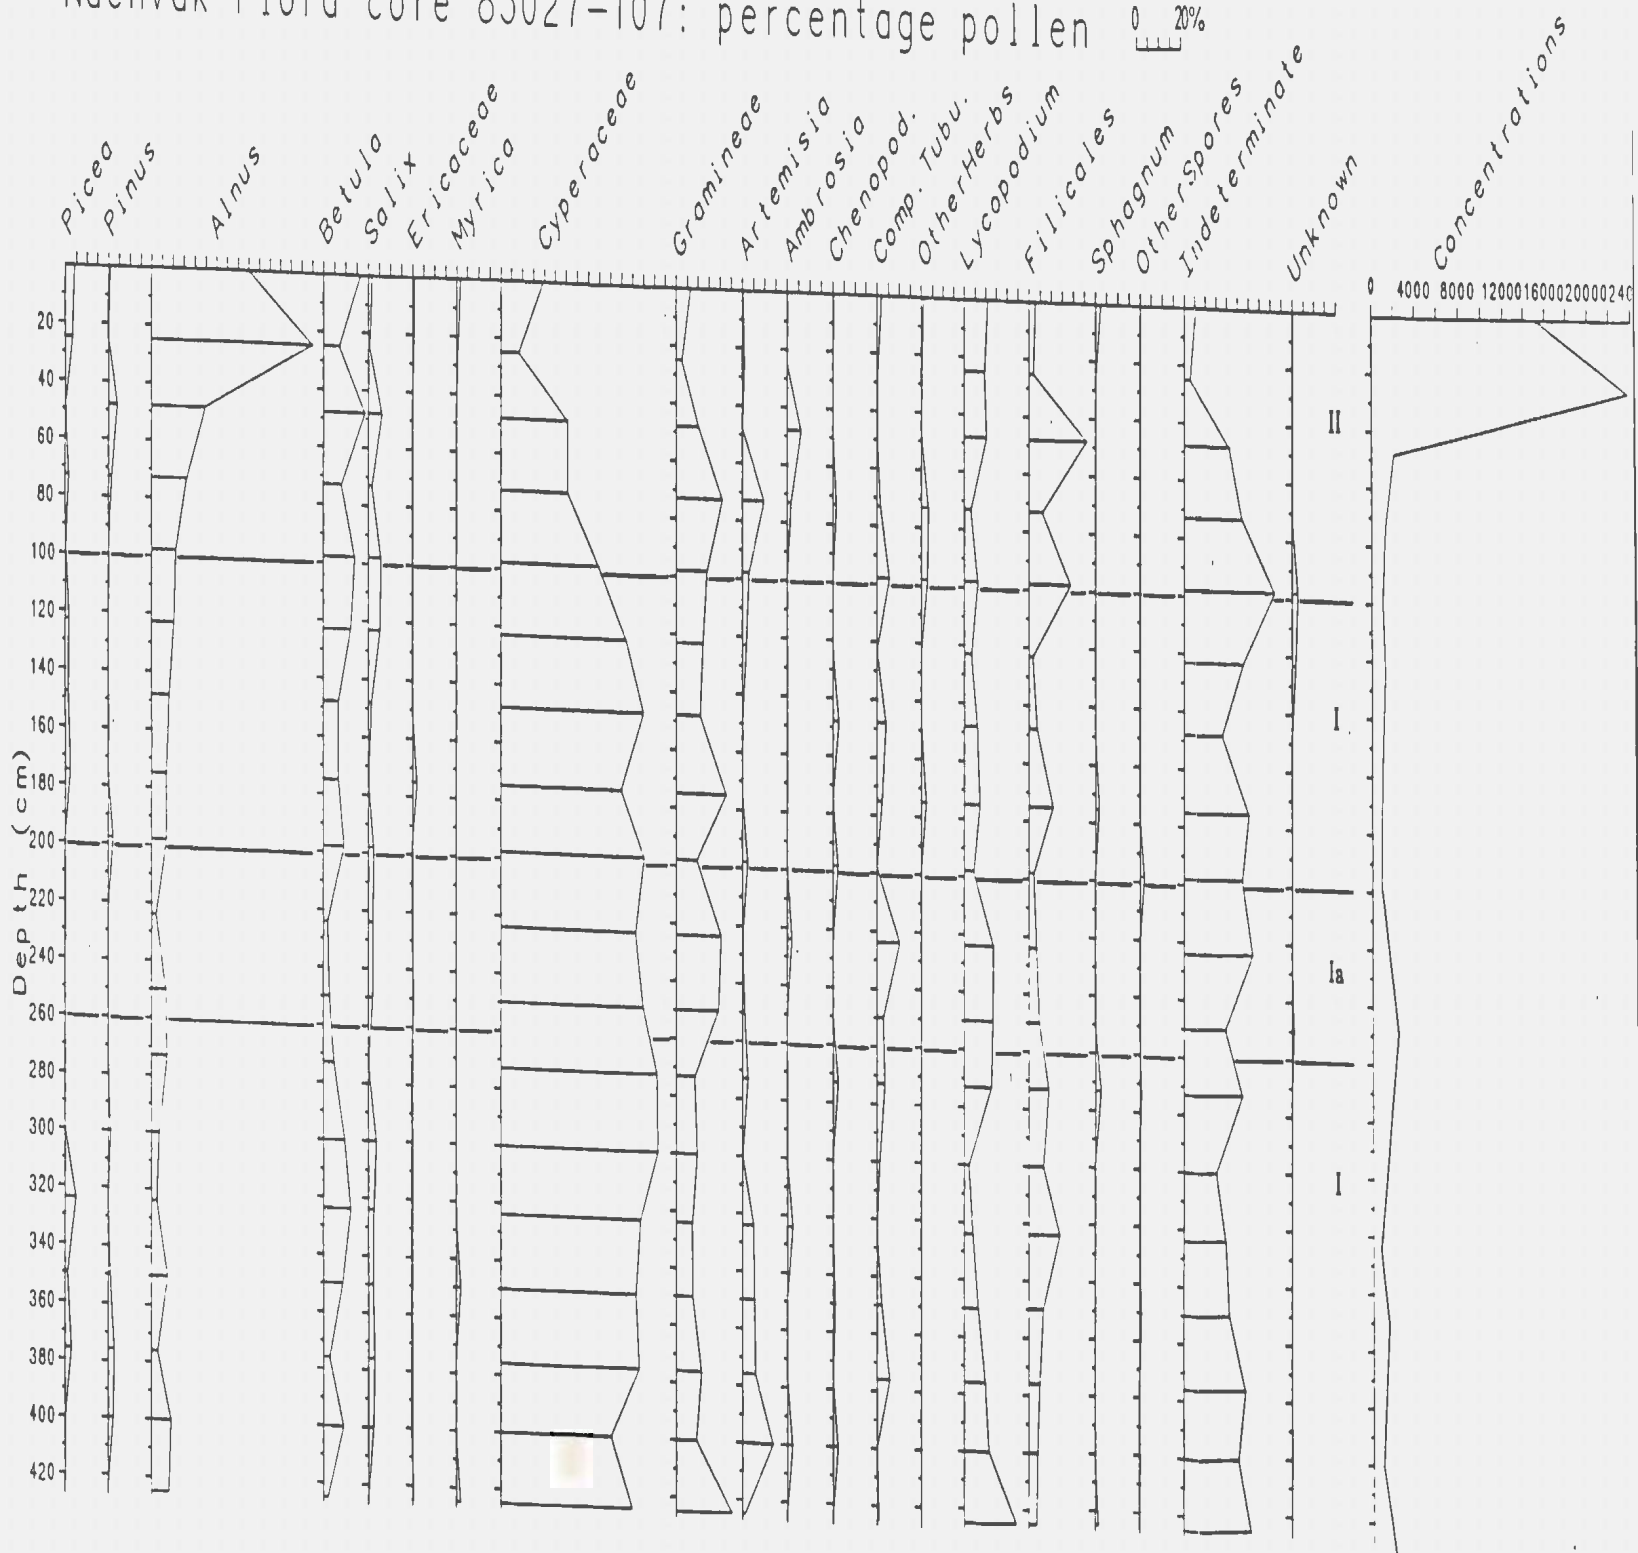 Nachvak Fiord core 85027-107: percentage pollen 0 20%
Picea
Pinus
Alnus
Betula
Salix
Ericaceae
Myrica
Cyperaceae
Gramineae
Artemisia
Ambrosia
Chenopod.
Comp. Tubu.
OtherHerbs
Lycopodium
Filicales
Sphagnum
OtherSpores
Indeterminate
Unknown
Concentrations
0 4000 8000 12000 16000 20000 240
Depth (cm)
20
40
60
80
100
120
140
160
180
200
220
240
260
280
300
320
340
360
380
400
420
II
I
Ia
I